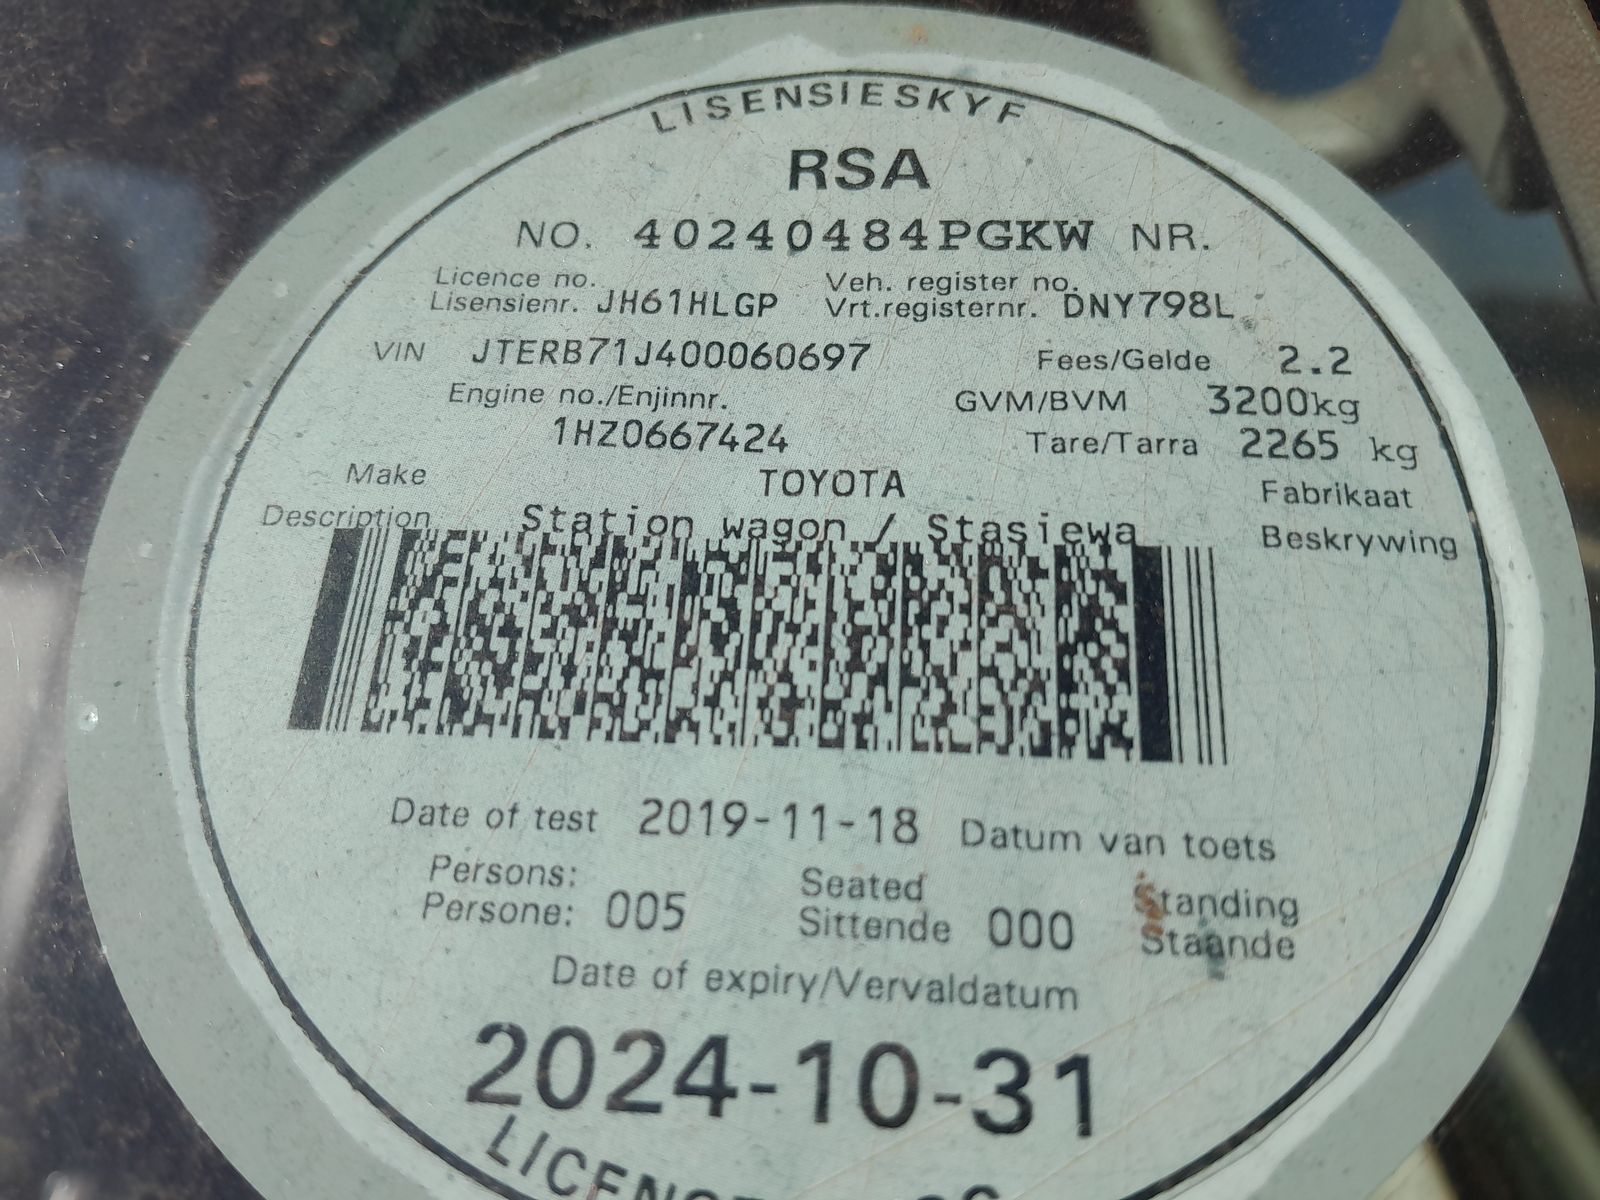 LISENSIESKYF
RSA
NO. 40240484PGKW NR.
Licence no. Veh. register no.
Lisensienr. JH61HLGP Vrt.registernr. DNY798L
VIN JTERB71J400060697 Fees/Gelde 2.2
Engine no./Enjinnr. GVM/BVM 3200kg
1HZ0667424 Tare/Tarra 2265 kg
Make TOYOTA Fabrikaat
Description Station wagon / Stasiewa Beskrywing
Date of test 2019-11-18 Datum van toets
Persons: Seated Standing
Persone: 005 Sittende 000 Staande
Date of expiry/Vervaldatum
2024-10-31